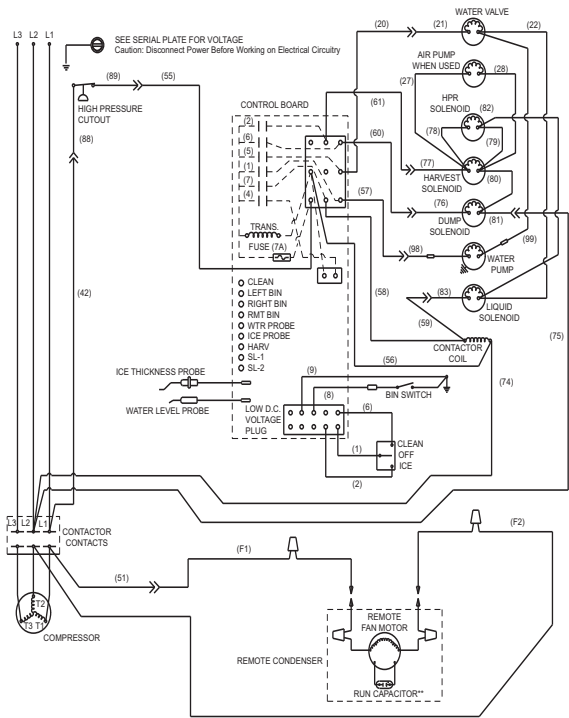 L3 L2 L1
SEE SERIAL PLATE FOR VOLTAGE
Caution: Disconnect Power Before Working on Electrical Circuitry
WATER VALVE
(20)
(21)
(22)
AIR PUMP
WHEN USED
(27)
(28)
(89)
(55)
HIGH PRESSURE
CUTOUT
(88)
CONTROL BOARD
(61)
HPR
SOLENOID
(82)
(2)
(6)
(5)
(1)
(7)
(4)
(60)
(78)
(79)
(77)
HARVEST
SOLENOID
(80)
(57)
(76)
(81)
DUMP
SOLENOID
TRANS.
FUSE (7A)
(98)
(99)
WATER
PUMP
(42)
CLEAN
LEFT BIN
RIGHT BIN
RMT BIN
WTR PROBE
ICE PROBE
HARV
SL-1
SL-2
(58)
(83)
(59)
LIQUID
SOLENOID
(75)
CONTACTOR
COIL
(56)
(74)
ICE THICKNESS PROBE
WATER LEVEL PROBE
(9)
(8)
BIN SWITCH
LOW D.C.
VOLTAGE
PLUG
(6)
(1)
(2)
CLEAN
OFF
ICE
L3 L2 L1
CONTACTOR
CONTACTS
(F1)
(F2)
(51)
T2
T3 T1
COMPRESSOR
REMOTE
FAN MOTOR
REMOTE CONDENSER
RUN CAPACITOR**